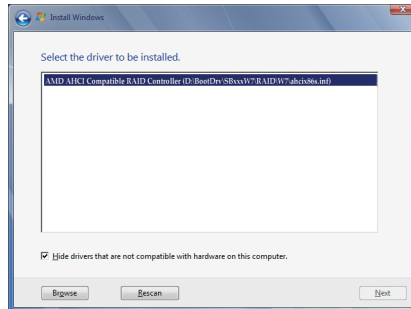 Install Windows
Select the driver to be installed.
AMD AHCI Compatible RAID Controller (D:\BootDrv\SBxxxW7\RAID\W7\ahcix86s.inf)
Hide drivers that are not compatible with hardware on this computer.
Browse Rescan Next